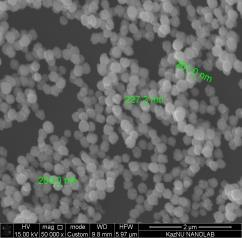 227.2 nm
HV mag □ mode WD HFW 2 µm
15.00 kV 50 000 x Custom 9.8 mm 5.97 µm KazNU NANOLAB